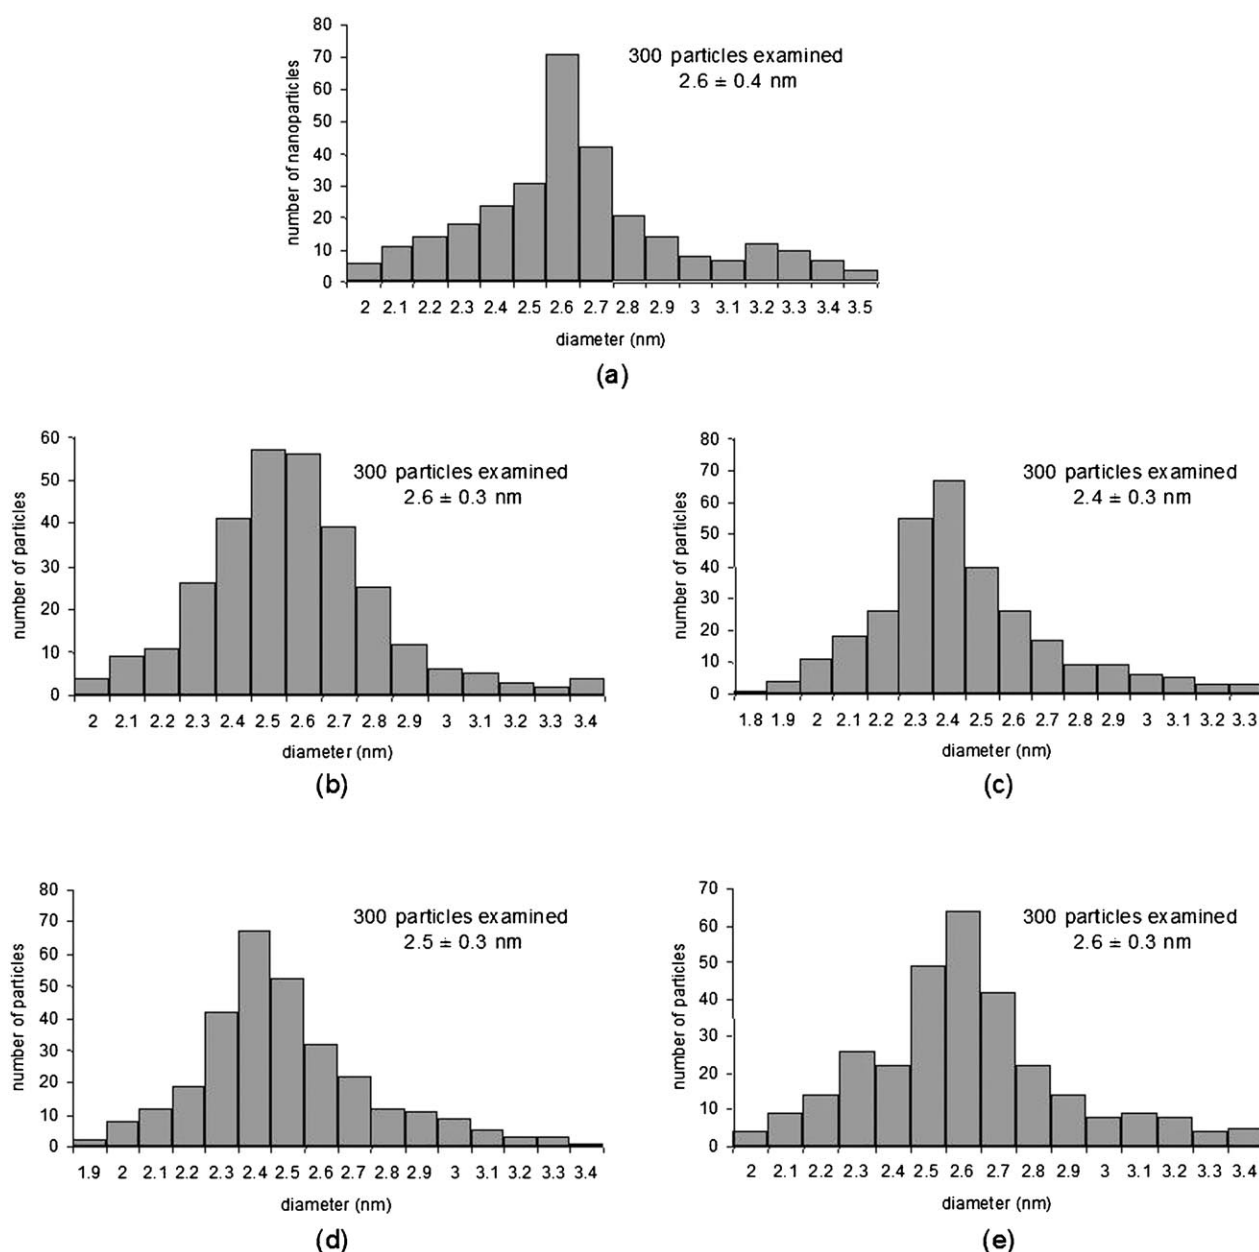 80
70
60
50
40
30
20
10
0
number of nanoparticles
300 particles examined
2.6 ± 0.4 nm
2 2.1 2.2 2.3 2.4 2.5 2.6 2.7 2.8 2.9 3 3.1 3.2 3.3 3.4 3.5
diameter (nm)
(a)
60
50
40
30
20
10
0
number of particles
300 particles examined
2.6 ± 0.3 nm
2 2.1 2.2 2.3 2.4 2.5 2.6 2.7 2.8 2.9 3 3.1 3.2 3.3 3.4
diameter (nm)
(b)
80
70
60
50
40
30
20
10
0
number of particles
300 particles examined
2.4 ± 0.3 nm
1.8 1.9 2 2.1 2.2 2.3 2.4 2.5 2.6 2.7 2.8 2.9 3 3.1 3.2 3.3
diameter (nm)
(c)
80
70
60
50
40
30
20
10
0
number of particles
300 particles examined
2.5 ± 0.3 nm
1.9 2 2.1 2.2 2.3 2.4 2.5 2.6 2.7 2.8 2.9 3 3.1 3.2 3.3 3.4
diameter (nm)
(d)
70
60
50
40
30
20
10
0
number of particles
300 particles examined
2.6 ± 0.3 nm
2 2.1 2.2 2.3 2.4 2.5 2.6 2.7 2.8 2.9 3 3.1 3.2 3.3 3.4
diameter (nm)
(e)